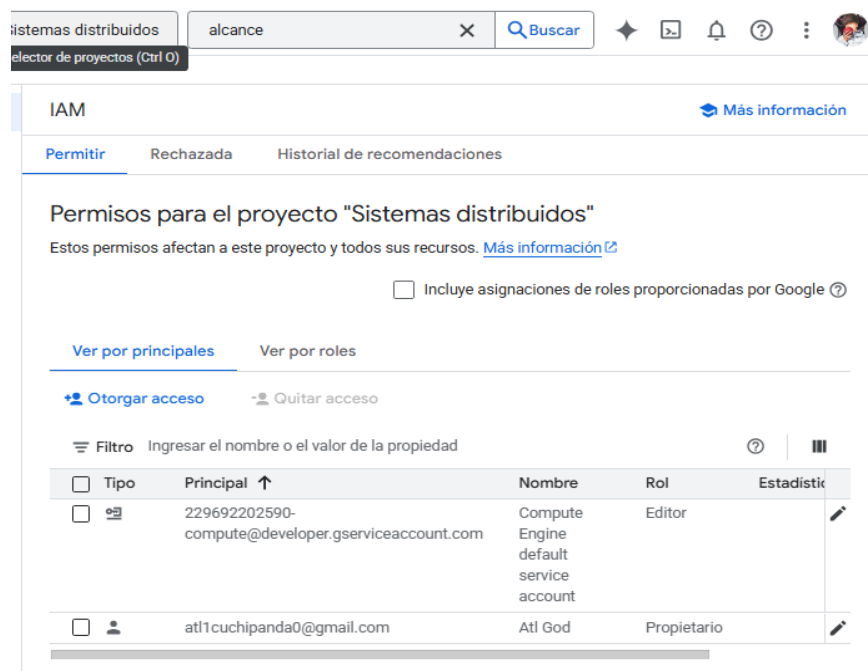 Sistemas distribuidos
alcance
Buscar
elector de proyectos (Ctrl O)
IAM
Más información
Permitir
Rechazada
Historial de recomendaciones
Permisos para el proyecto "Sistemas distribuidos"
Estos permisos afectan a este proyecto y todos sus recursos. Más información
Incluye asignaciones de roles proporcionadas por Google
Ver por principales
Ver por roles
Otorgar acceso
Quitar acceso
Filtro Ingresar el nombre o el valor de la propiedad
Tipo Principal Nombre Rol Estadístic
229692202590-
compute@developer.gserviceaccount.com
Compute
Engine
default
service
account
Editor
atl1cuchipanda0@gmail.com Atl God Propietario